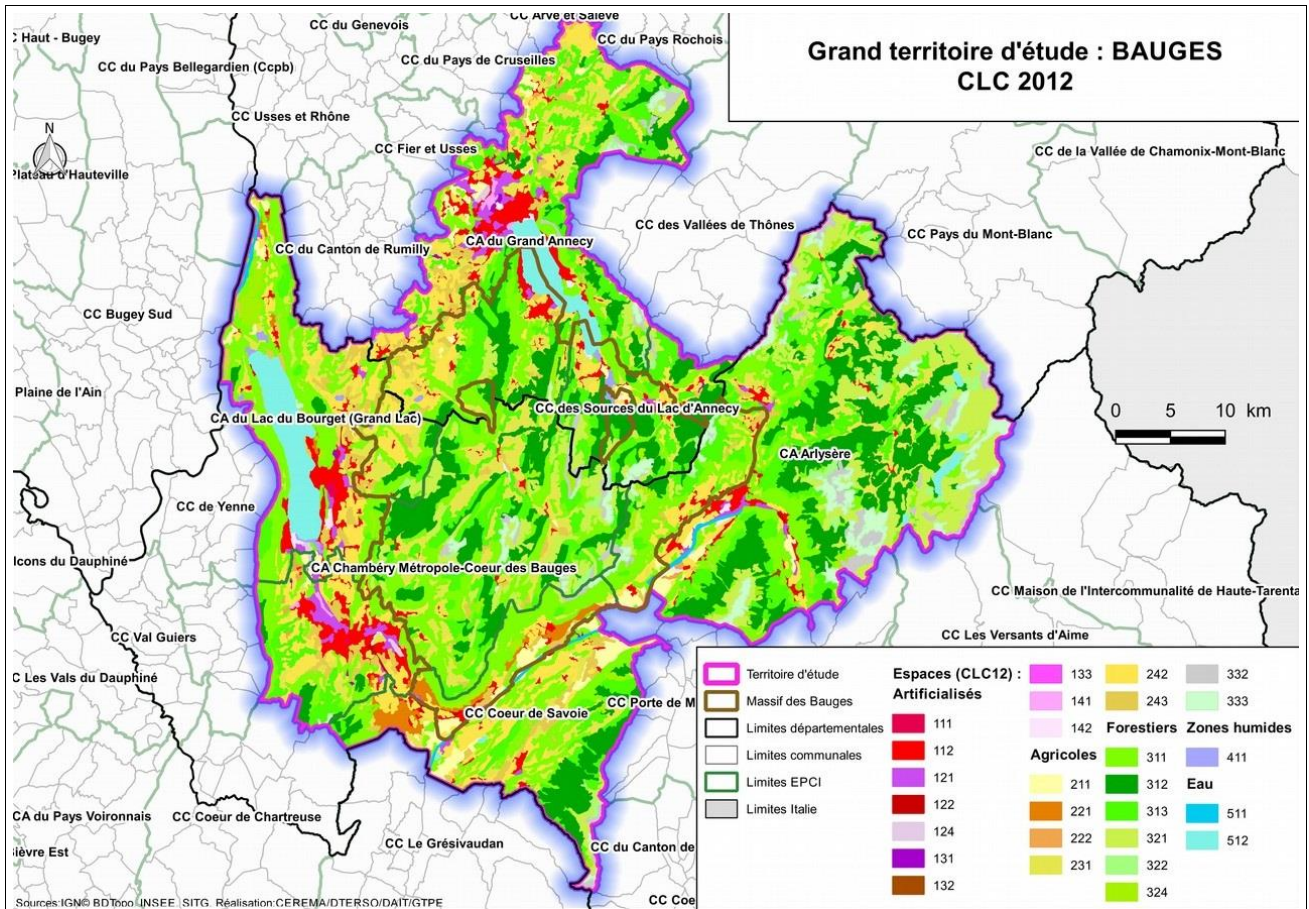 Grand territoire d'étude : BAUGES
CLC 2012
CC Arve et Salève
CC du Genevois
C Haut - Bugey
CC du Pays Rochois
CC du Pays de Cruseilles
CC du Pays Bellegardien (Ccpb)
CC Usses et Rhône
N
CC Fier et Usses
CC de la Vallée de Chamonix-Mont-Blanc
Plateau d'Hauteville
CC des Vallées de Thônes
CC Pays du Mont-Blanc
CA du Grand Annecy
CC du Canton de Rumilly
CC Bugey Sud
Plaine de l'Ain
0 5 10 km
CC des Sources du Lac d'Annecy
CA du Lac du Bourget (Grand Lac)
CA Arlysère
CC de Yenne
lcons du Dauphiné
CA Chambéry Métropole-Coeur des Bauges
CC Maison de l'Intercommunalité de Haute-Tarenta
CC Val Guiers
CC Les Versants d'Aime
C Les Vals du Dauphiné
CC Porte de M
CC Coeur de Savoie
CA du Pays Voironnais
CC Coeur de Chartreuse
CC Le Grésivaudan
CC du Canton de
ièvre Est
CC Coe
Territoire d'étude
Massif des Bauges
Limites départementales
Limites communales
Limites EPCI
Limites Italie
Espaces (CLC12) :
Artificialisés
111
112
121
122
124
131
132
133
141
142
Agricoles
211
221
222
231
242
243
Forestiers
311
312
313
321
322
324
332
333
Zones humides
411
Eau
511
512
Sources:IGN© BDTopo, INSEE, SITG, Réalisation:CEREMA/DTERSO/DAIT/GTPE